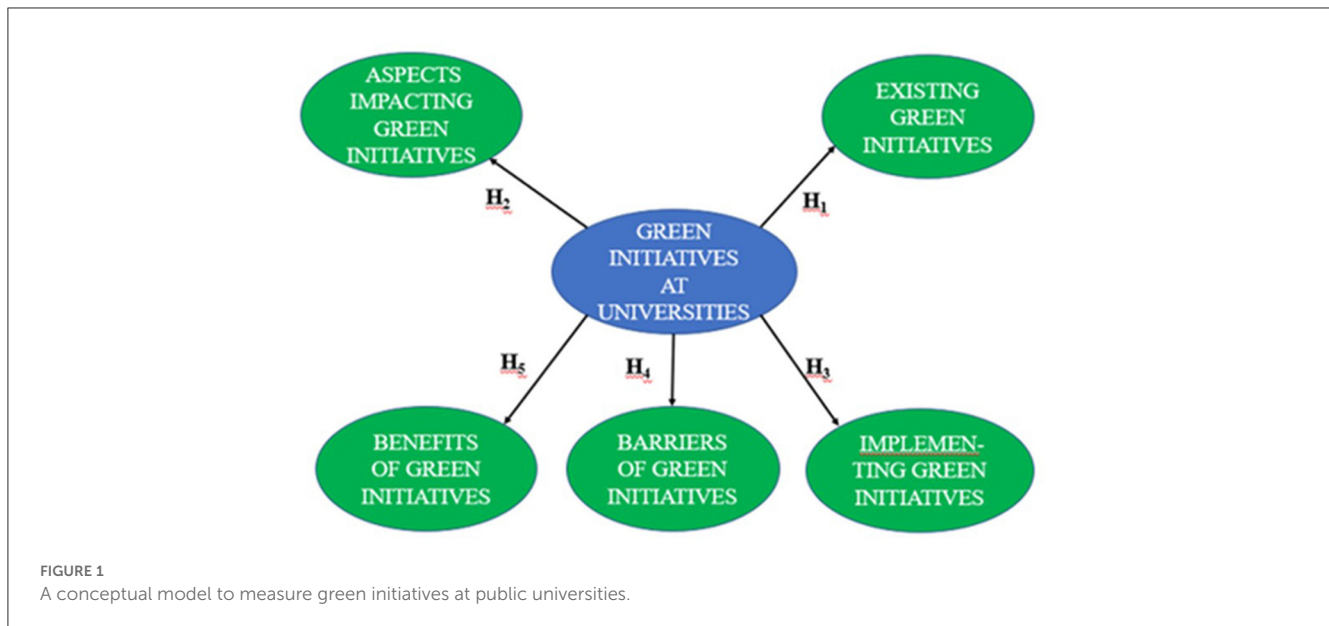 ASPECTS
IMPACTING
GREEN
INITIATIVES
EXISTING
GREEN
INITIATIVES
H₂
H₁
GREEN
INITIATIVES
AT
UNIVERSITIES
H₅
H₄
H₃
BENEFITS
OF GREEN
INITIATIVES
BARRIERS
OF GREEN
INITIATIVES
IMPLEMEN-
TING GREEN
INITIATIVES
FIGURE 1
A conceptual model to measure green initiatives at public universities.